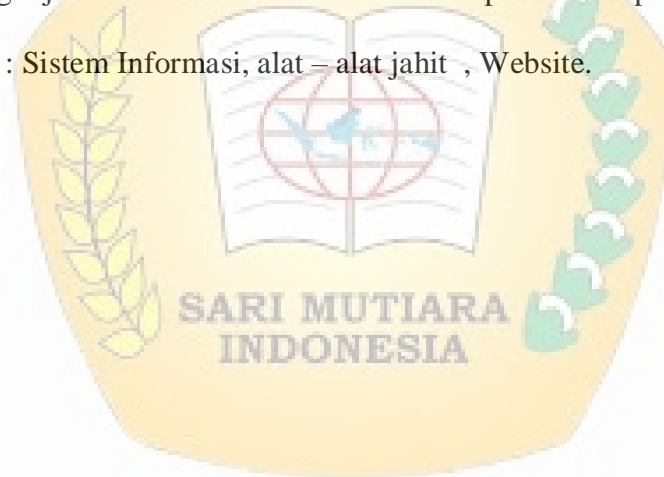 : Sistem Informasi, alat – alat jahit , Website.
SARI MUTIARA
INDONESIA